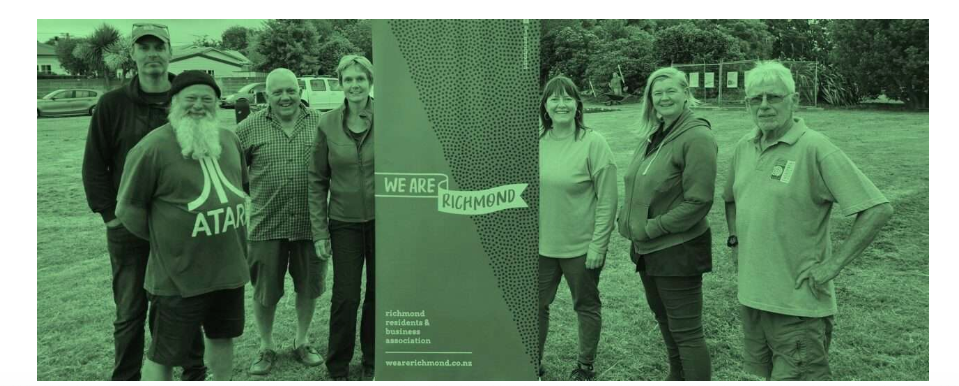 ATARI
WE ARE
RICHMOND
richmond
residents &
business
association
wearerichmond.co.nz